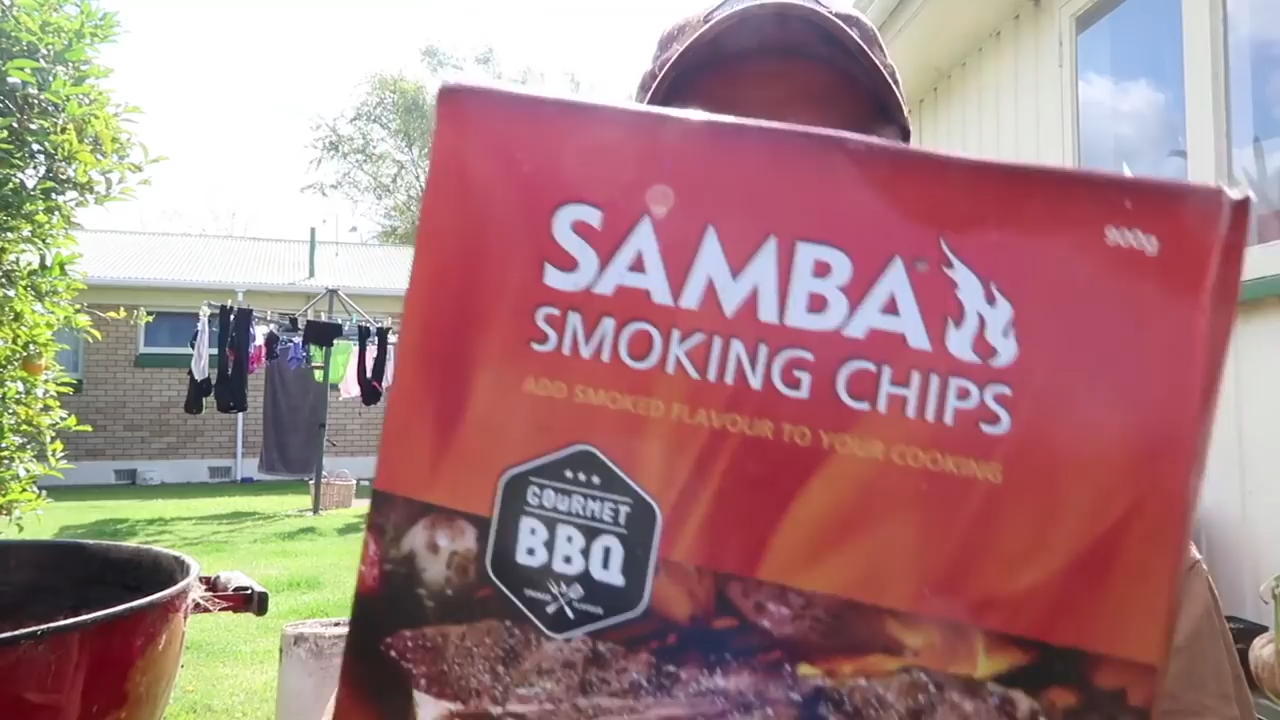 900g
SAMBA
SMOKING CHIPS
ADD SMOKED FLAVOUR TO YOUR COOKING
GOURMET
BBQ